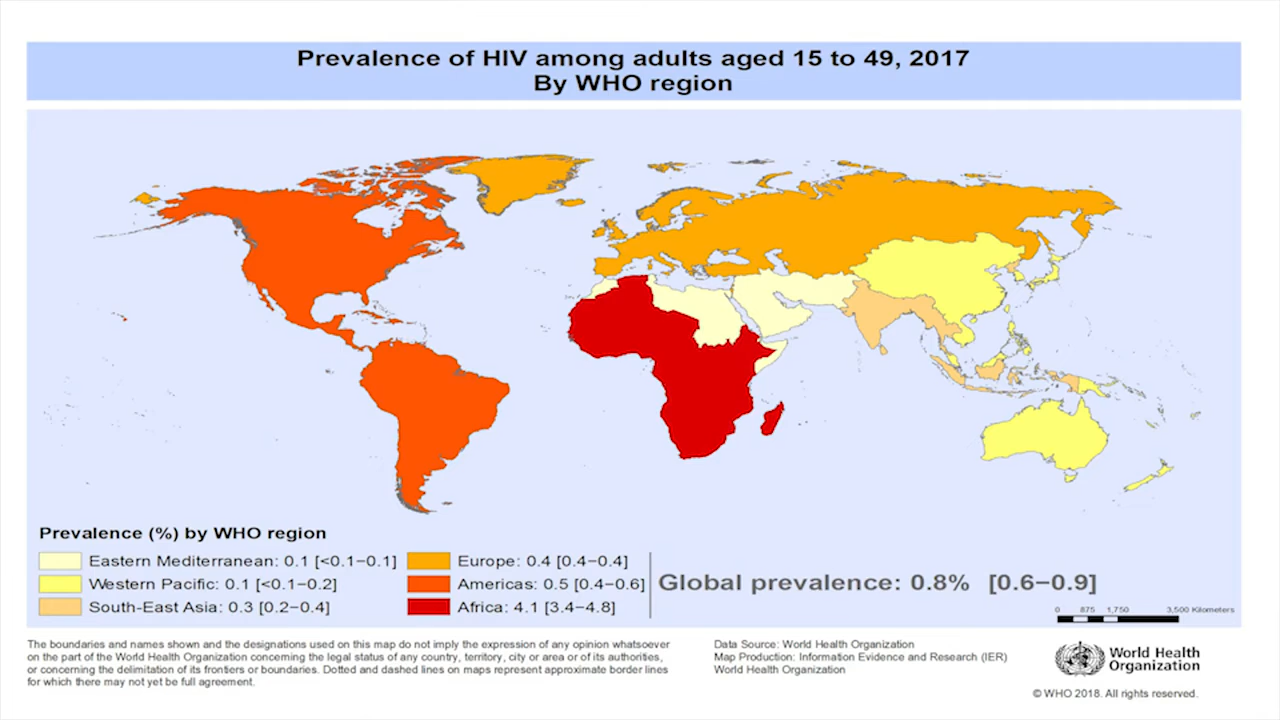 Prevalence of HIV among adults aged 15 to 49, 2017
By WHO region
Prevalence (%) by WHO region
Eastern Mediterranean: 0.1 [<0.1−0.1]
Western Pacific: 0.1 [<0.1−0.2]
South-East Asia: 0.3 [0.2−0.4]
Europe: 0.4 [0.4−0.4]
Americas: 0.5 [0.4−0.6]
Africa: 4.1 [3.4−4.8]
Global prevalence: 0.8% [0.6−0.9]
0 875 1,750 3,500 Kilometers
The boundaries and names shown and the designations used on this map do not imply the expression of any opinion whatsoever
on the part of the World Health Organization concerning the legal status of any country, territory, city or area or of its authorities,
or concerning the delimitation of its frontiers or boundaries. Dotted and dashed lines on maps represent approximate border lines
for which there may not yet be full agreement.
Data Source: World Health Organization
Map Production: Information Evidence and Research (IER)
World Health Organization
World Health
Organization
© WHO 2018. All rights reserved.